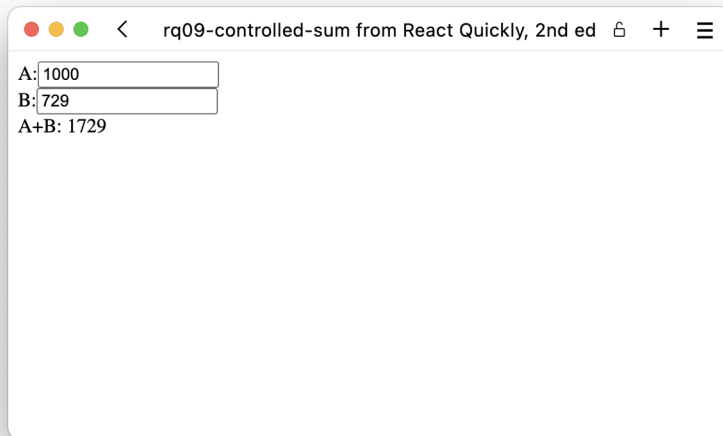 rq09-controlled-sum from React Quickly, 2nd ed
A: 1000
B: 729
A+B: 1729